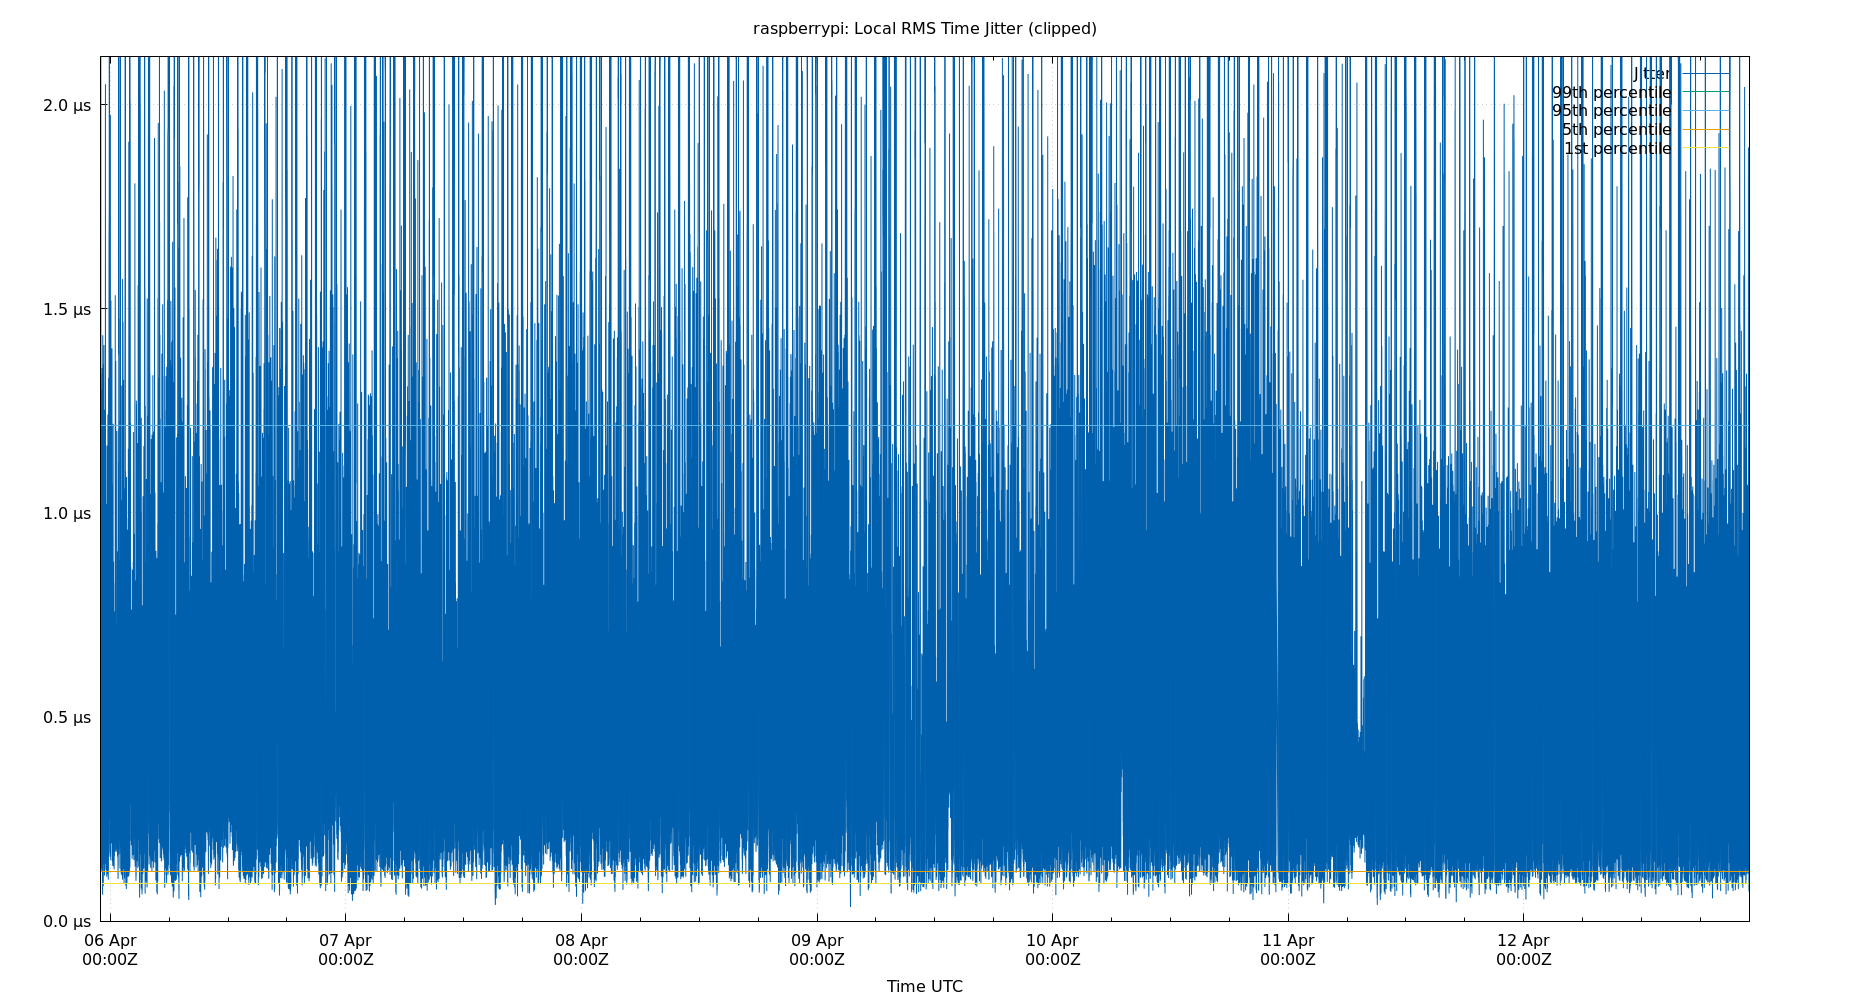 raspberrypi: Local RMS Time Jitter (clipped)
Jitter
99th percentile
95th percentile
5th percentile
1st percentile
2.0 µs
1.5 µs
1.0 µs
0.5 µs
0.0 µs
06 Apr 07 Apr 08 Apr 09 Apr 10 Apr 11 Apr 12 Apr
00:00Z 00:00Z 00:00Z 00:00Z 00:00Z 00:00Z 00:00Z
Time UTC